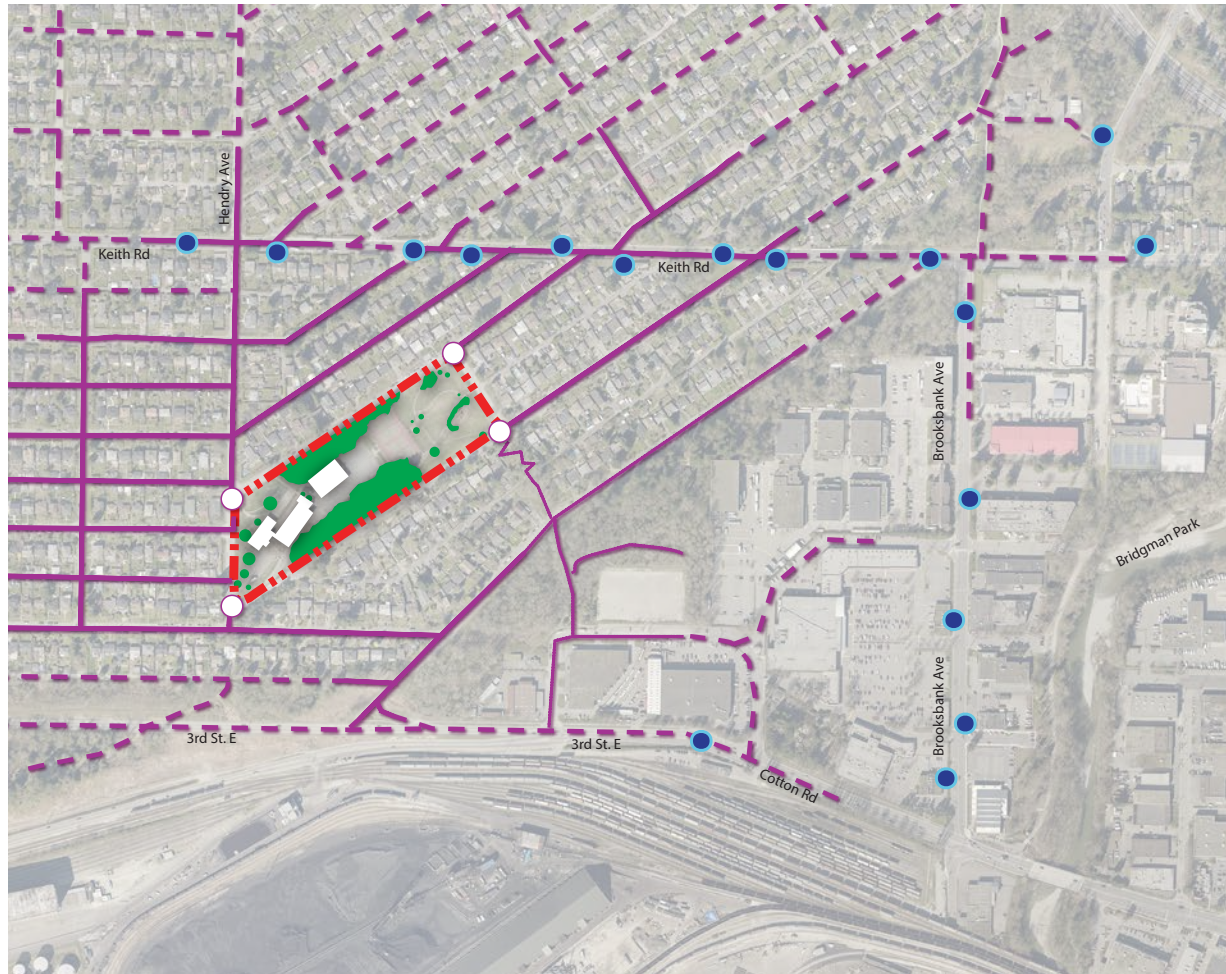 Hendry Ave
Keith Rd
Keith Rd
Brooksbank Ave
Bridgman Park
Brooksbank Ave
3rd St. E
3rd St. E
Cotton Rd